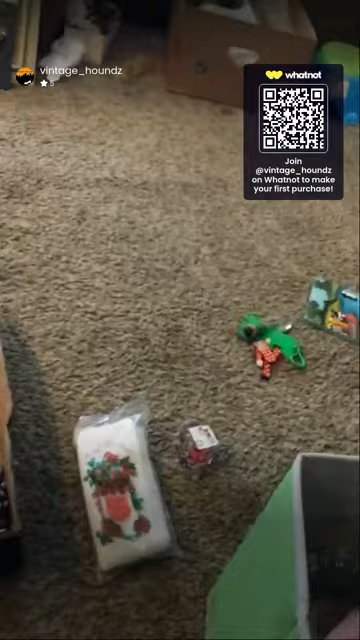 vintage_houndz
★5
whatnot
Join
@vintage_houndz
on Whatnot to make
your first purchase!